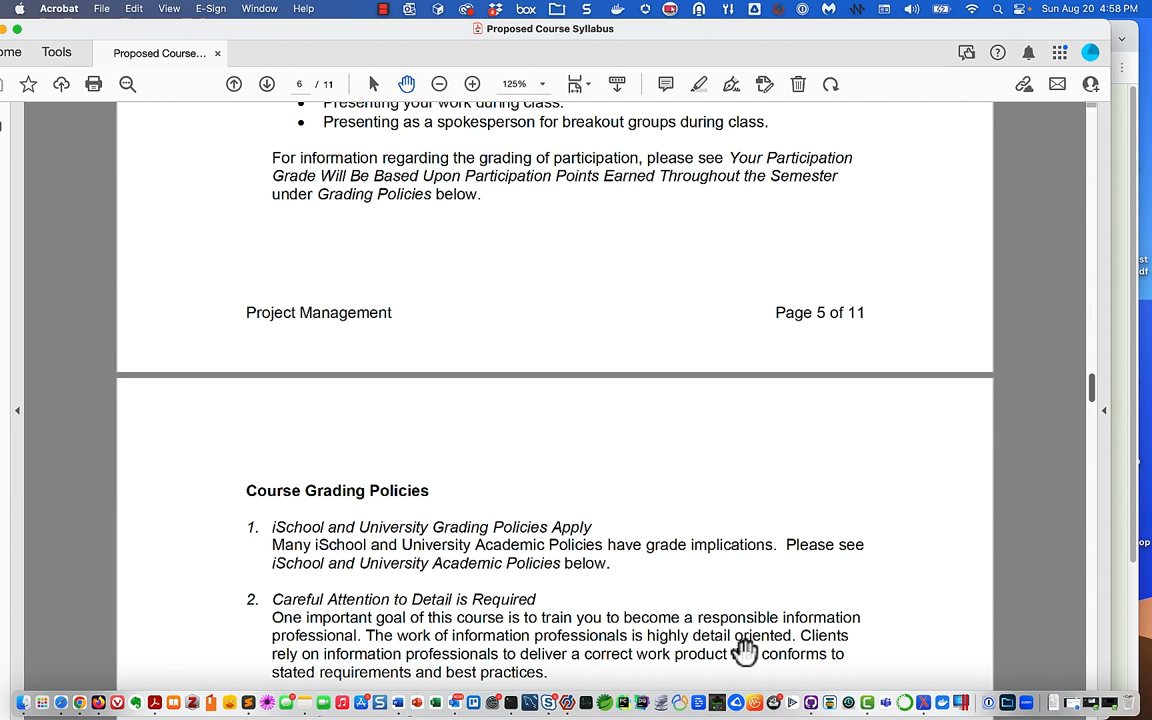 Acrobat File Edit View E-Sign Window Help box Sun Aug 20 4:58 PM
Proposed Course Syllabus
ome Tools Proposed Course... ×
6 / 11 125%
Presenting your work during class.
• Presenting as a spokesperson for breakout groups during class.
For information regarding the grading of participation, please see Your Participation
Grade Will Be Based Upon Participation Points Earned Throughout the Semester
under Grading Policies below.
Project Management Page 5 of 11
Course Grading Policies
1. iSchool and University Grading Policies Apply
Many iSchool and University Academic Policies have grade implications. Please see
iSchool and University Academic Policies below.
2. Careful Attention to Detail is Required
One important goal of this course is to train you to become a responsible information
professional. The work of information professionals is highly detail oriented. Clients
rely on information professionals to deliver a correct work product conforms to
stated requirements and best practices.
st
df
op